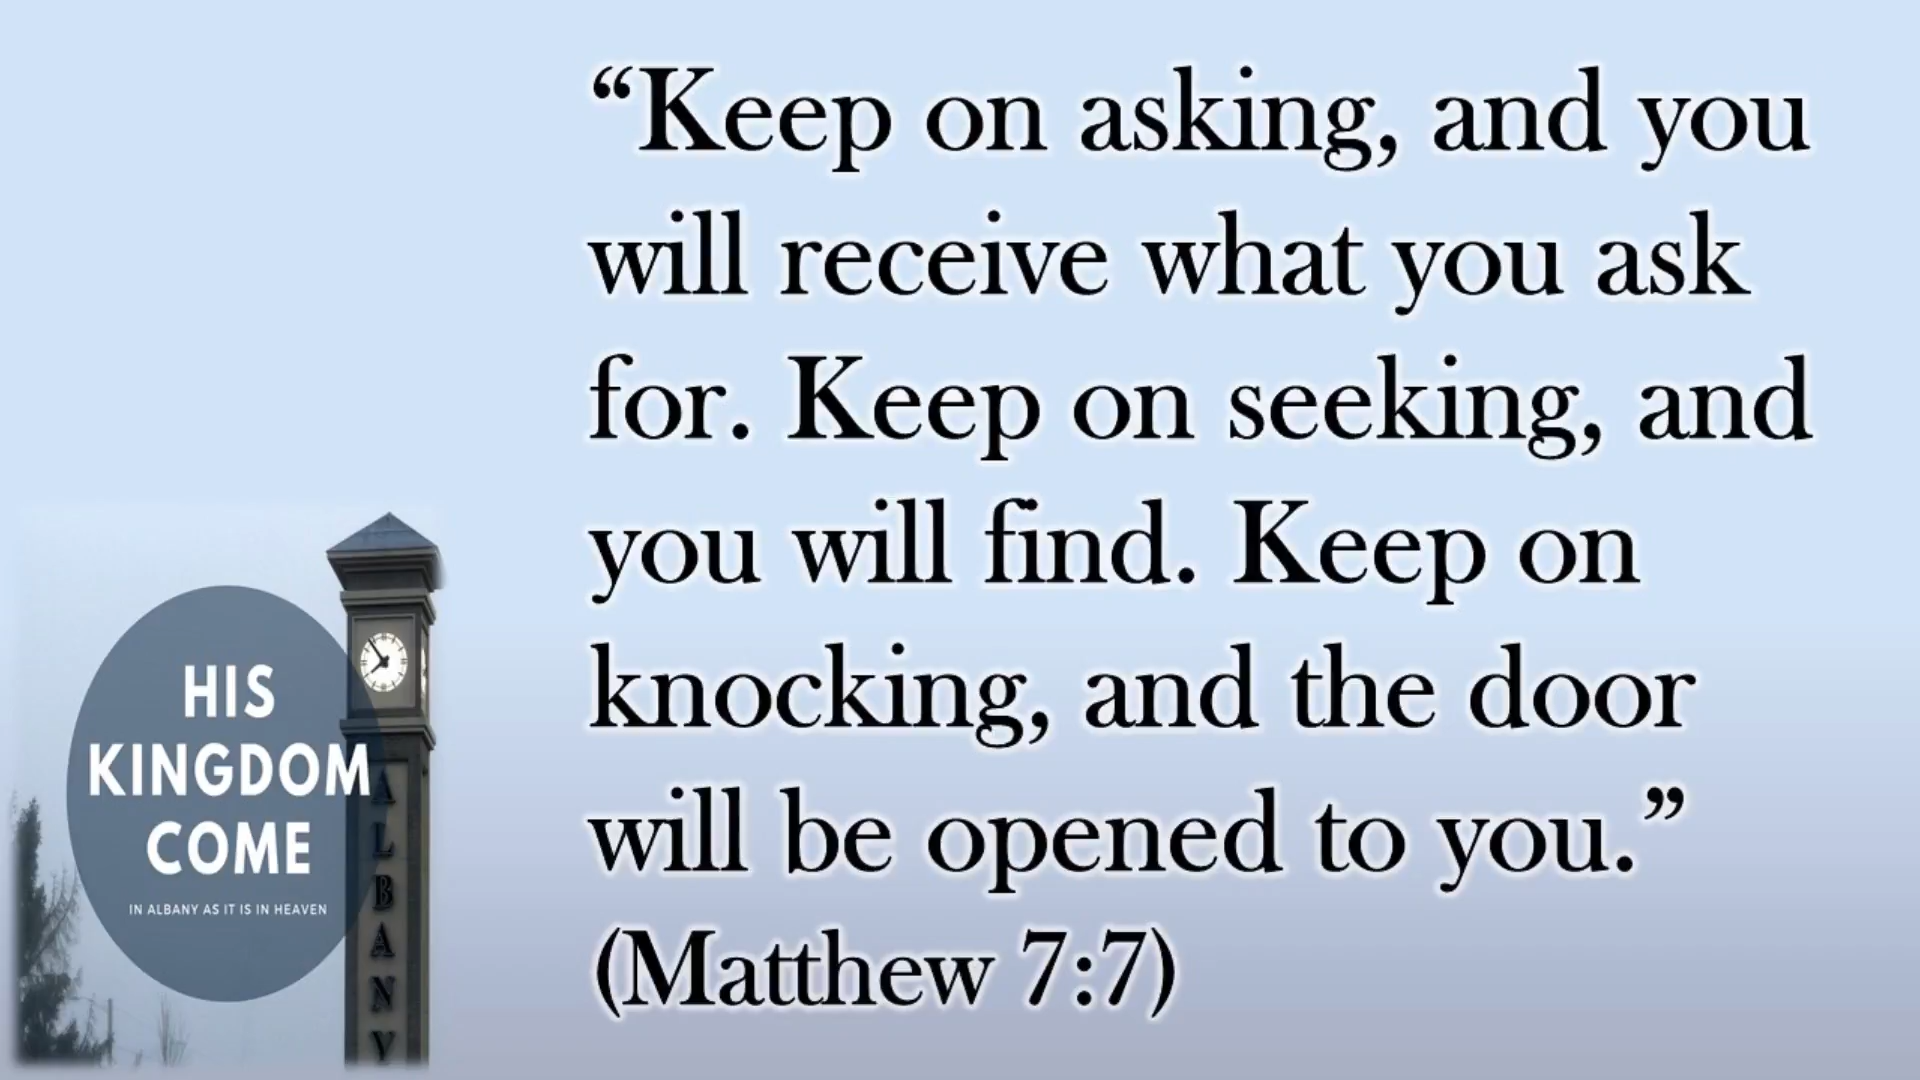 “Keep on asking, and you
will receive what you ask
for. Keep on seeking, and
you will find. Keep on
knocking, and the door
will be opened to you.”
(Matthew 7:7)
HIS
KINGDOM
COME
IN ALBANY AS IT IS IN HEAVEN
ALBANY